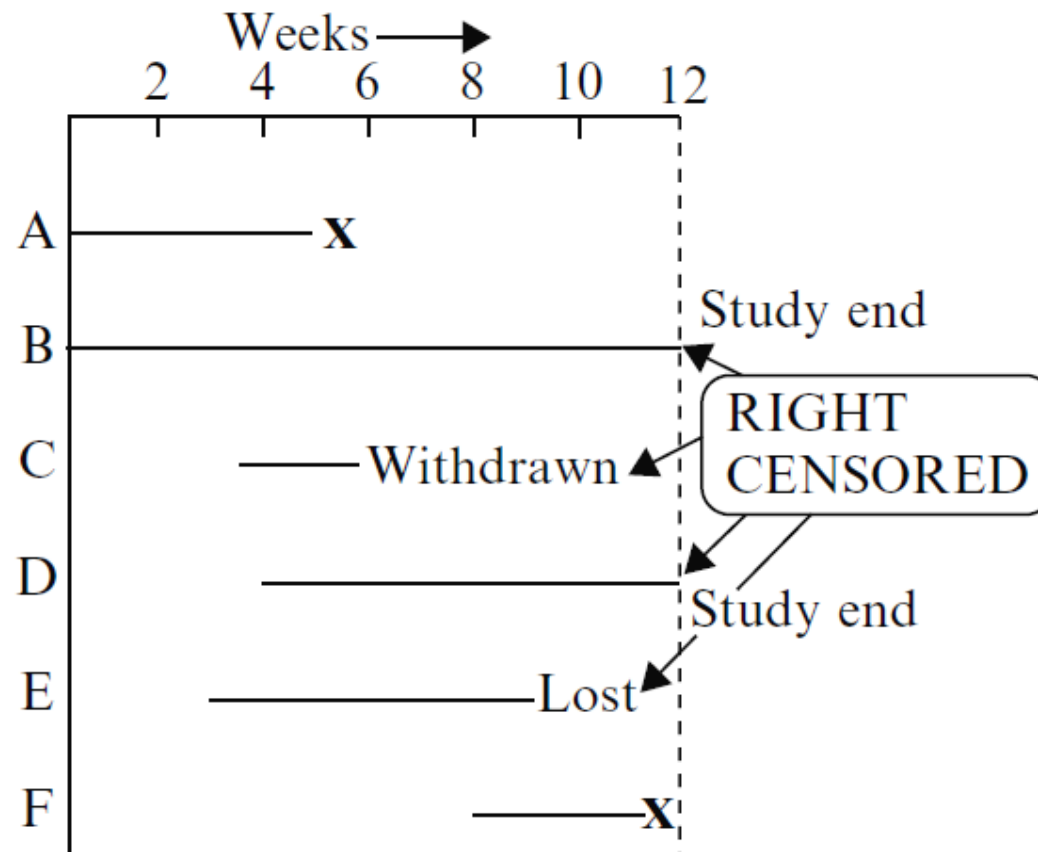 Weeks
2 4 6 8 10 12
A X
B Study end
RIGHT
CENSORED
C Withdrawn
D Study end
E Lost
F X